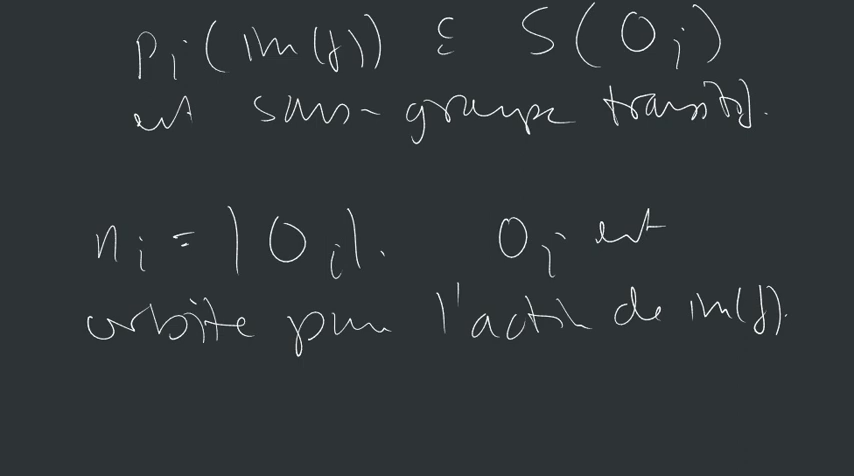 p_i(im(f)) ≤ S(O_i)
est sous-groupe transitif.
n_i = |O_i|. O_i est
orbite pour l'action de im(f).